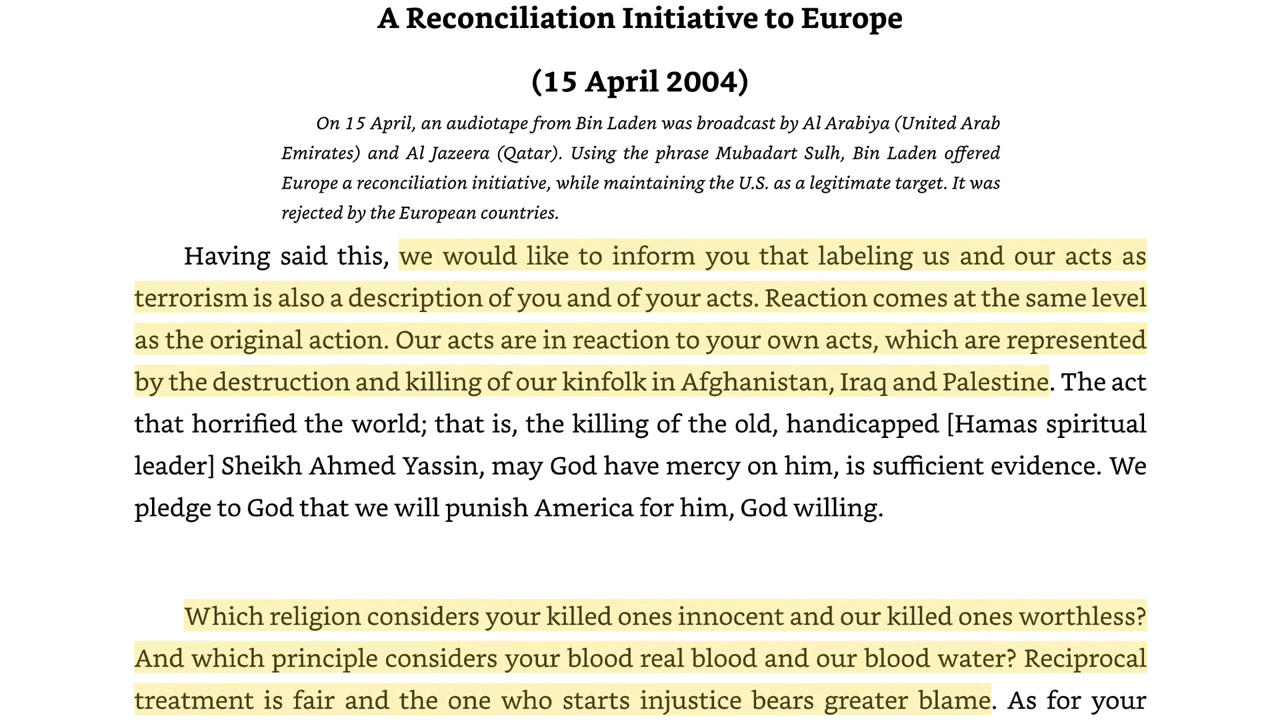 A Reconciliation Initiative to Europe
(15 April 2004)
On 15 April, an audiotape from Bin Laden was broadcast by Al Arabiya (United Arab
Emirates) and Al Jazeera (Qatar). Using the phrase Mubadart Sulh, Bin Laden offered
Europe a reconciliation initiative, while maintaining the U.S. as a legitimate target. It was
rejected by the European countries.
Having said this, we would like to inform you that labeling us and our acts as
terrorism is also a description of you and of your acts. Reaction comes at the same level
as the original action. Our acts are in reaction to your own acts, which are represented
by the destruction and killing of our kinfolk in Afghanistan, Iraq and Palestine. The act
that horrified the world; that is, the killing of the old, handicapped [Hamas spiritual
leader] Sheikh Ahmed Yassin, may God have mercy on him, is sufficient evidence. We
pledge to God that we will punish America for him, God willing.
Which religion considers your killed ones innocent and our killed ones worthless?
And which principle considers your blood real blood and our blood water? Reciprocal
treatment is fair and the one who starts injustice bears greater blame. As for your